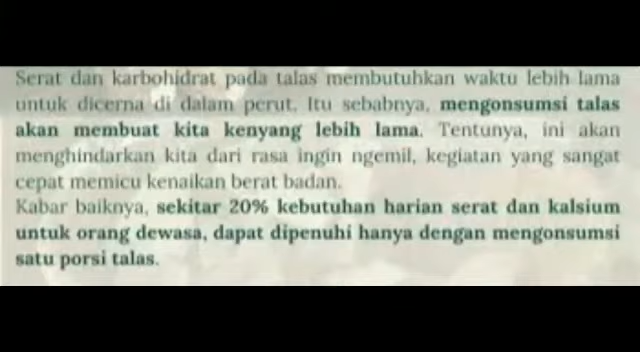 Serat dan karbohidrat pada talas membutuhkan waktu lebih lama
untuk dicerna di dalam perut. Itu sebabnya, mengonsumsi talas
akan membuat kita kenyang lebih lama. Tentunya, ini akan
menghindarkan kita dari rasa ingin ngemil, kegiatan yang sangat
cepat memicu kenaikan berat badan.
Kabar baiknya, sekitar 20% kebutuhan harian serat dan kalsium
untuk orang dewasa, dapat dipenuhi hanya dengan mengonsumsi
satu porsi talas.